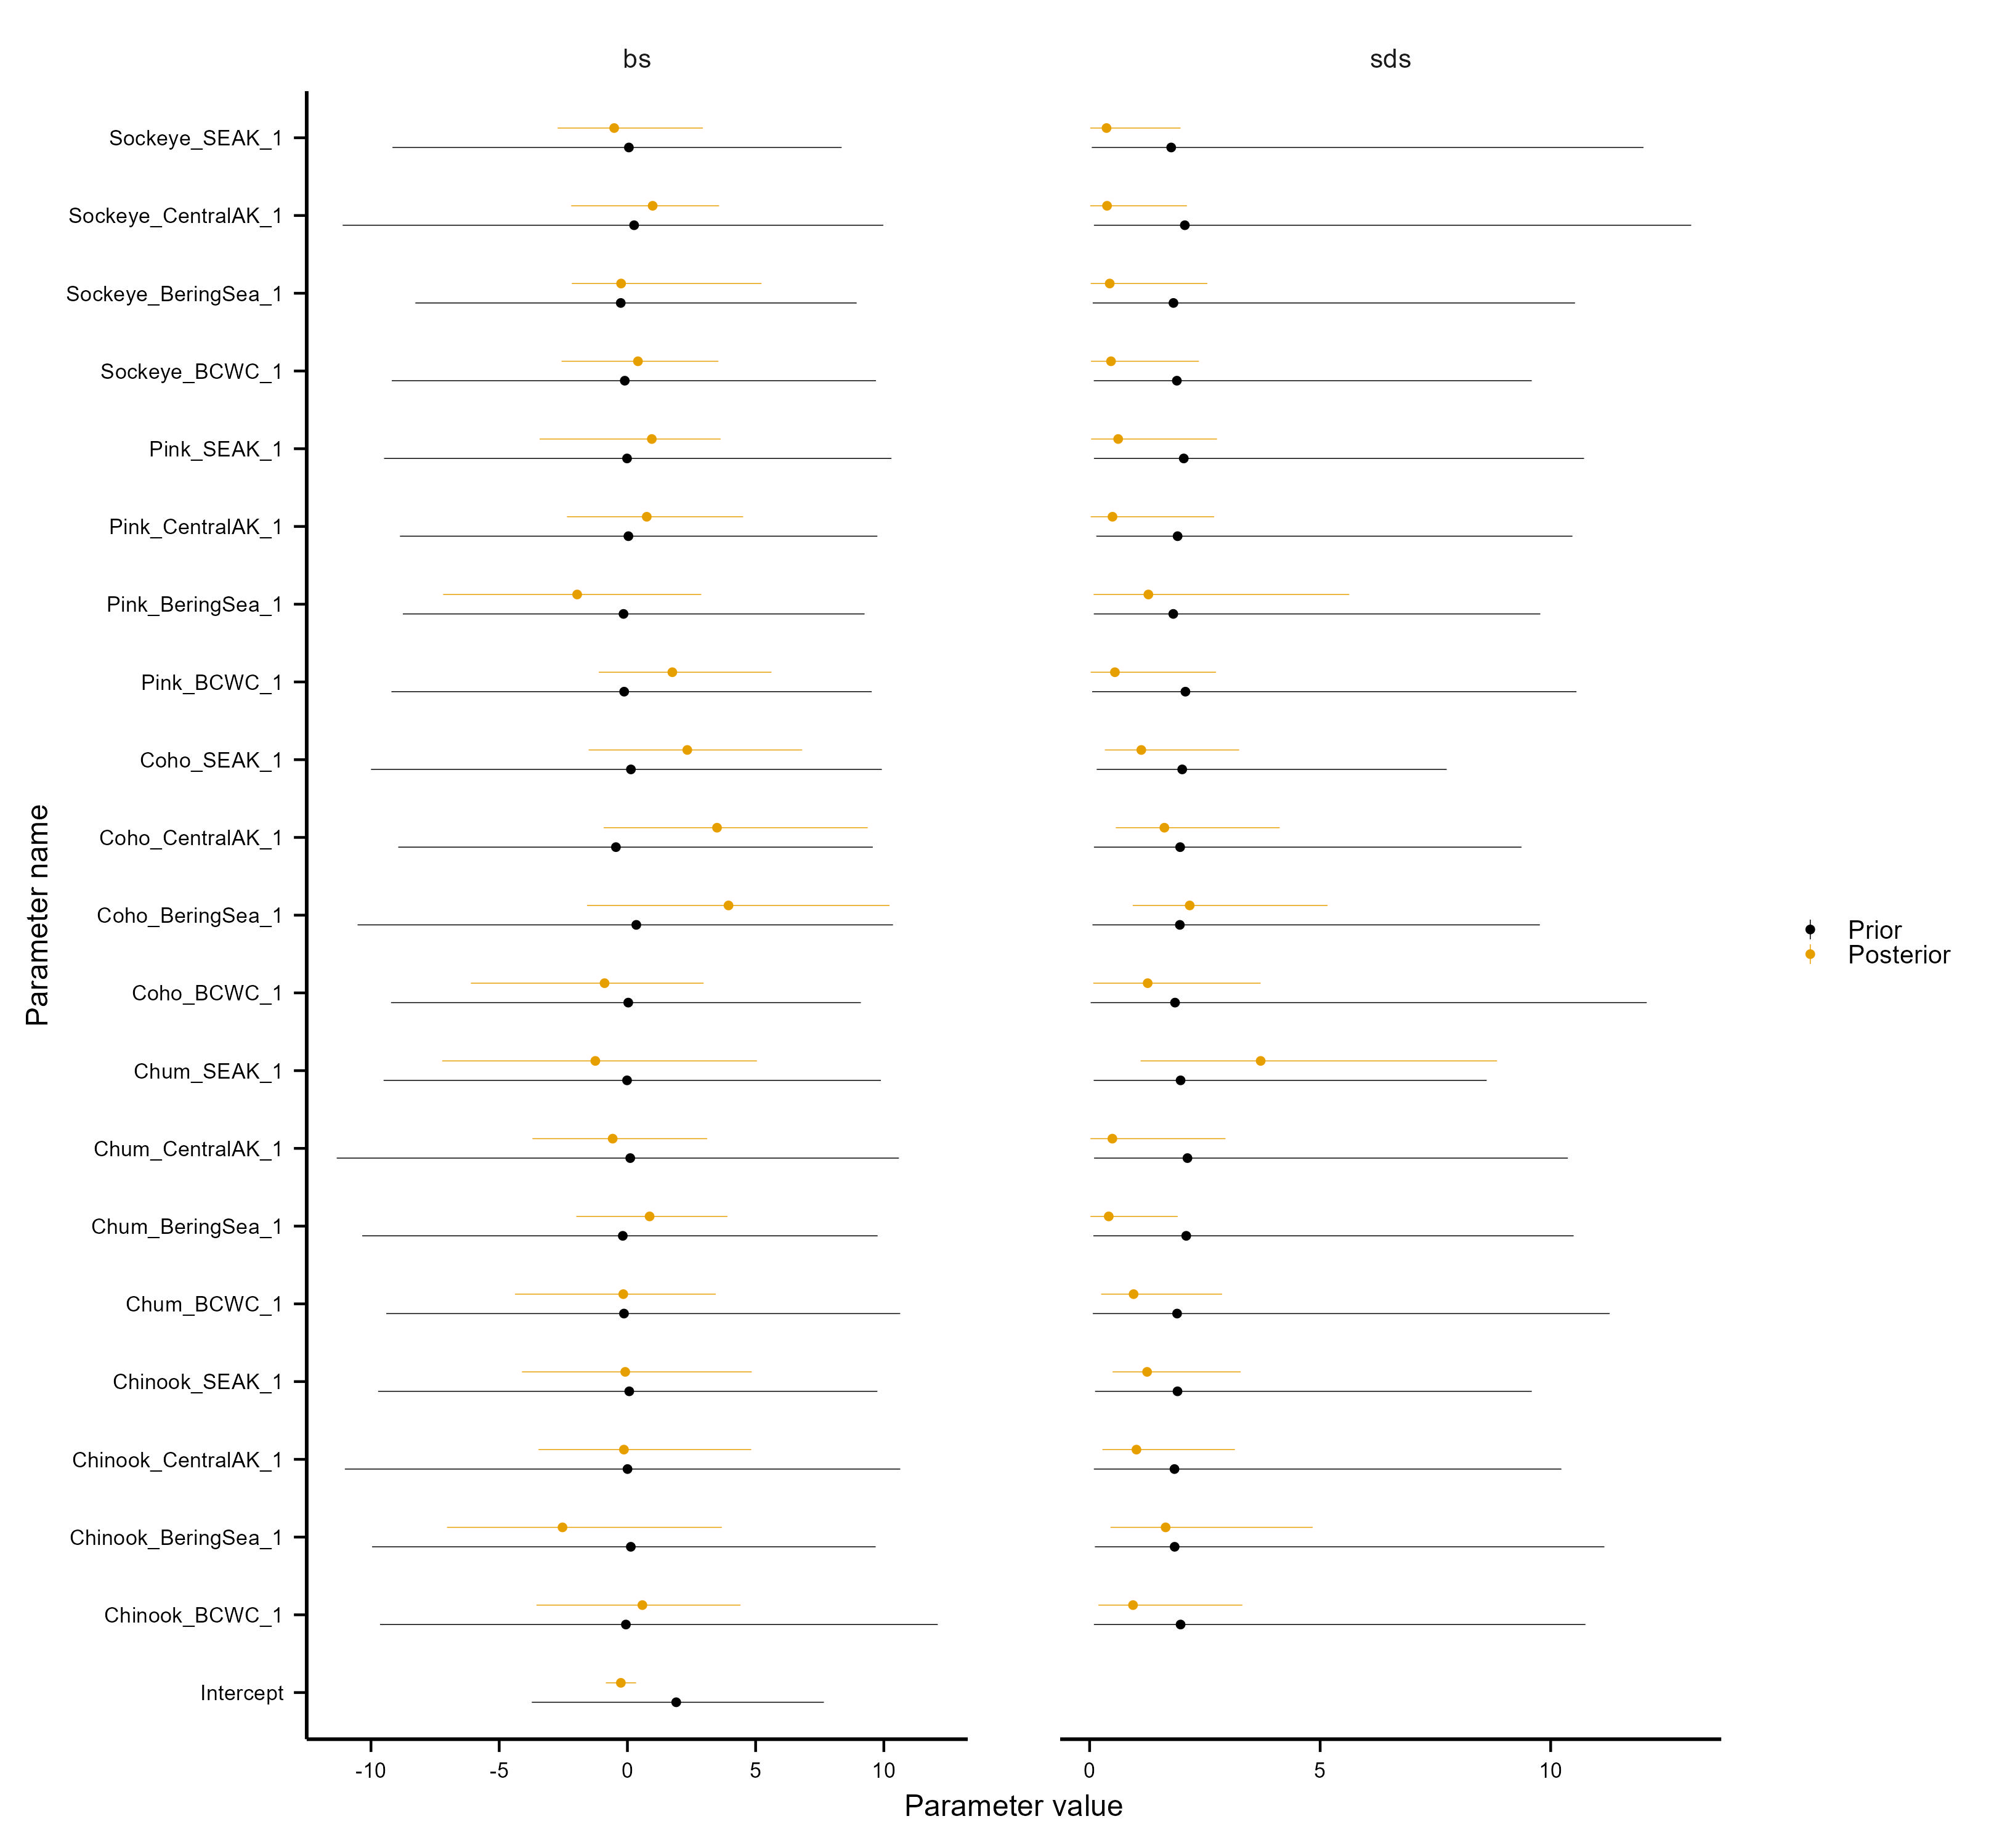 bs
sds
Sockeye_SEAK_1
Sockeye_CentralAK_1
Sockeye_BeringSea_1
Sockeye_BCWC_1
Pink_SEAK_1
Pink_CentralAK_1
Pink_BeringSea_1
Pink_BCWC_1
Coho_SEAK_1
Coho_CentralAK_1
Coho_BeringSea_1
Coho_BCWC_1
Chum_SEAK_1
Chum_CentralAK_1
Chum_BeringSea_1
Chum_BCWC_1
Chinook_SEAK_1
Chinook_CentralAK_1
Chinook_BeringSea_1
Chinook_BCWC_1
Intercept
Parameter name
-10 -5 0 5 10
0 5 10
Parameter value
Prior
Posterior